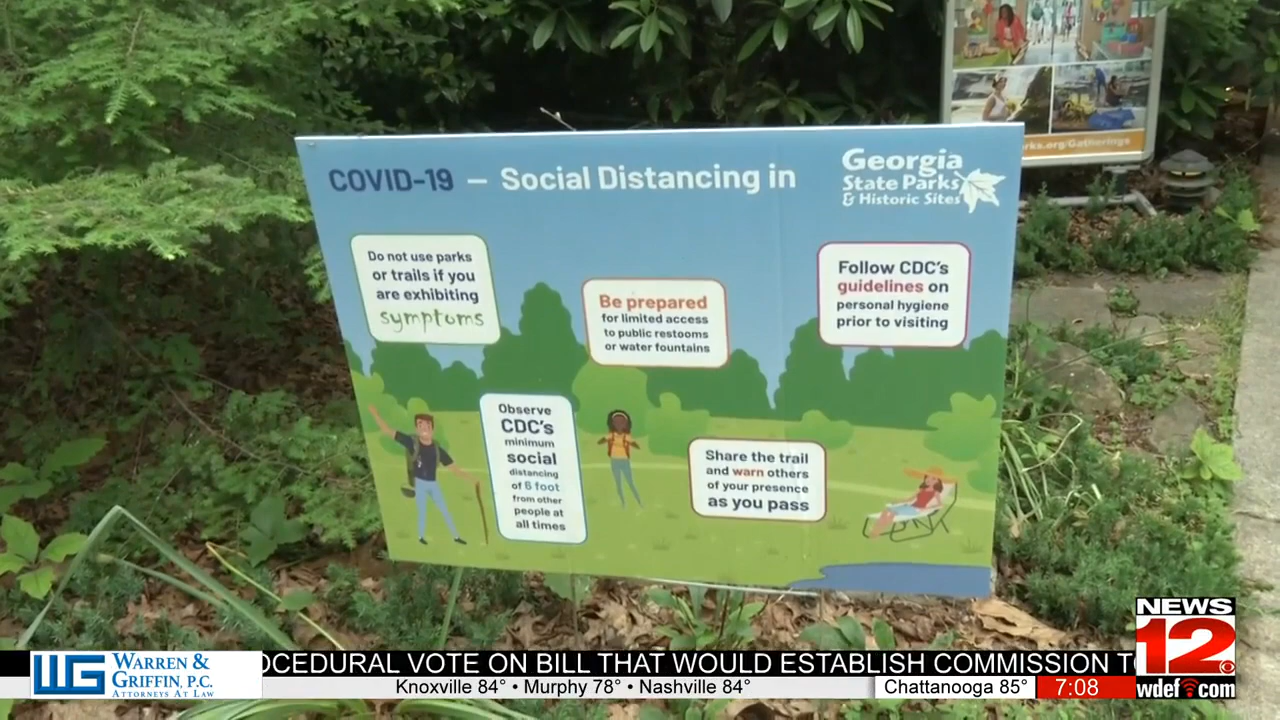 COVID-19 – Social Distancing in
Georgia
State Parks
& Historic Sites
Do not use parks
or trails if you
are exhibiting
symptoms
Be prepared
for limited access
to public restooms
or water fountains
Follow CDC's
guidelines on
personal hygiene
prior to visiting
Observe
CDC's
minimum
social
distancing
of 6 foot
from other
people at
all times
Share the trail
and warn others
of your presence
as you pass
rks.org/Gatherings
WG WARREN &
GRIFFIN, P.C.
ATTORNEYS AT LAW
OCEDURAL VOTE ON BILL THAT WOULD ESTABLISH COMMISSION T
Knoxville 84° • Murphy 78° • Nashville 84°
Chattanooga 85°
7:08
NEWS
12
wdef.com